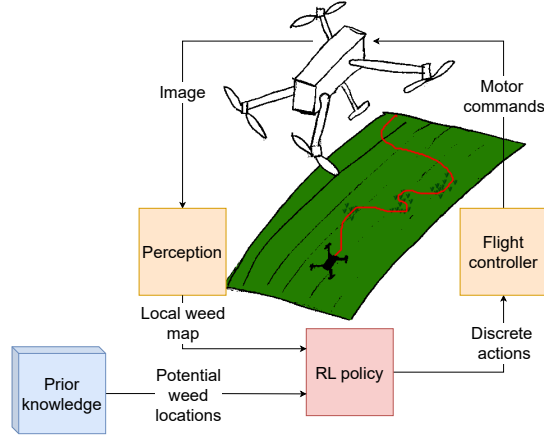 Image
Motor
commands
Perception
Flight
controller
Local weed
map
Discrete
actions
Prior
knowledge
Potential
weed
locations
RL policy